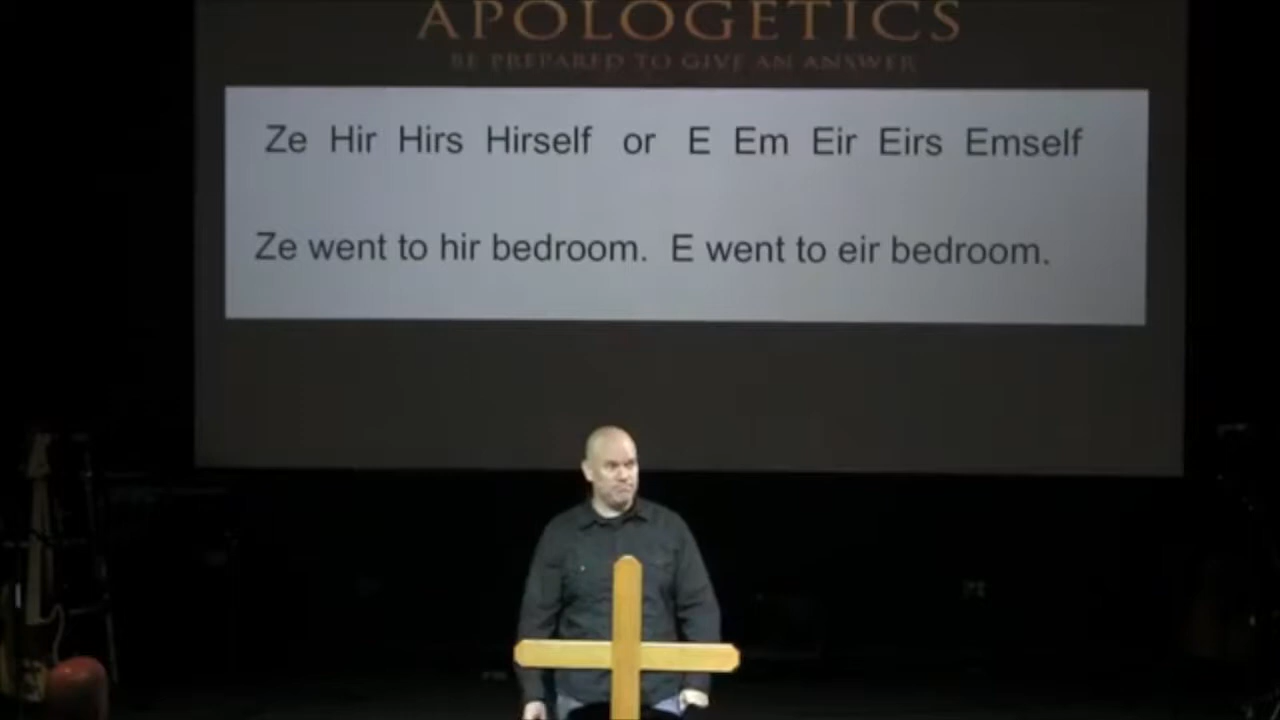 APOLOGETICS
BE PREPARED TO GIVE AN ANSWER
Ze Hir Hirs Hirself or E Em Eir Eirs Emself
Ze went to hir bedroom. E went to eir bedroom.